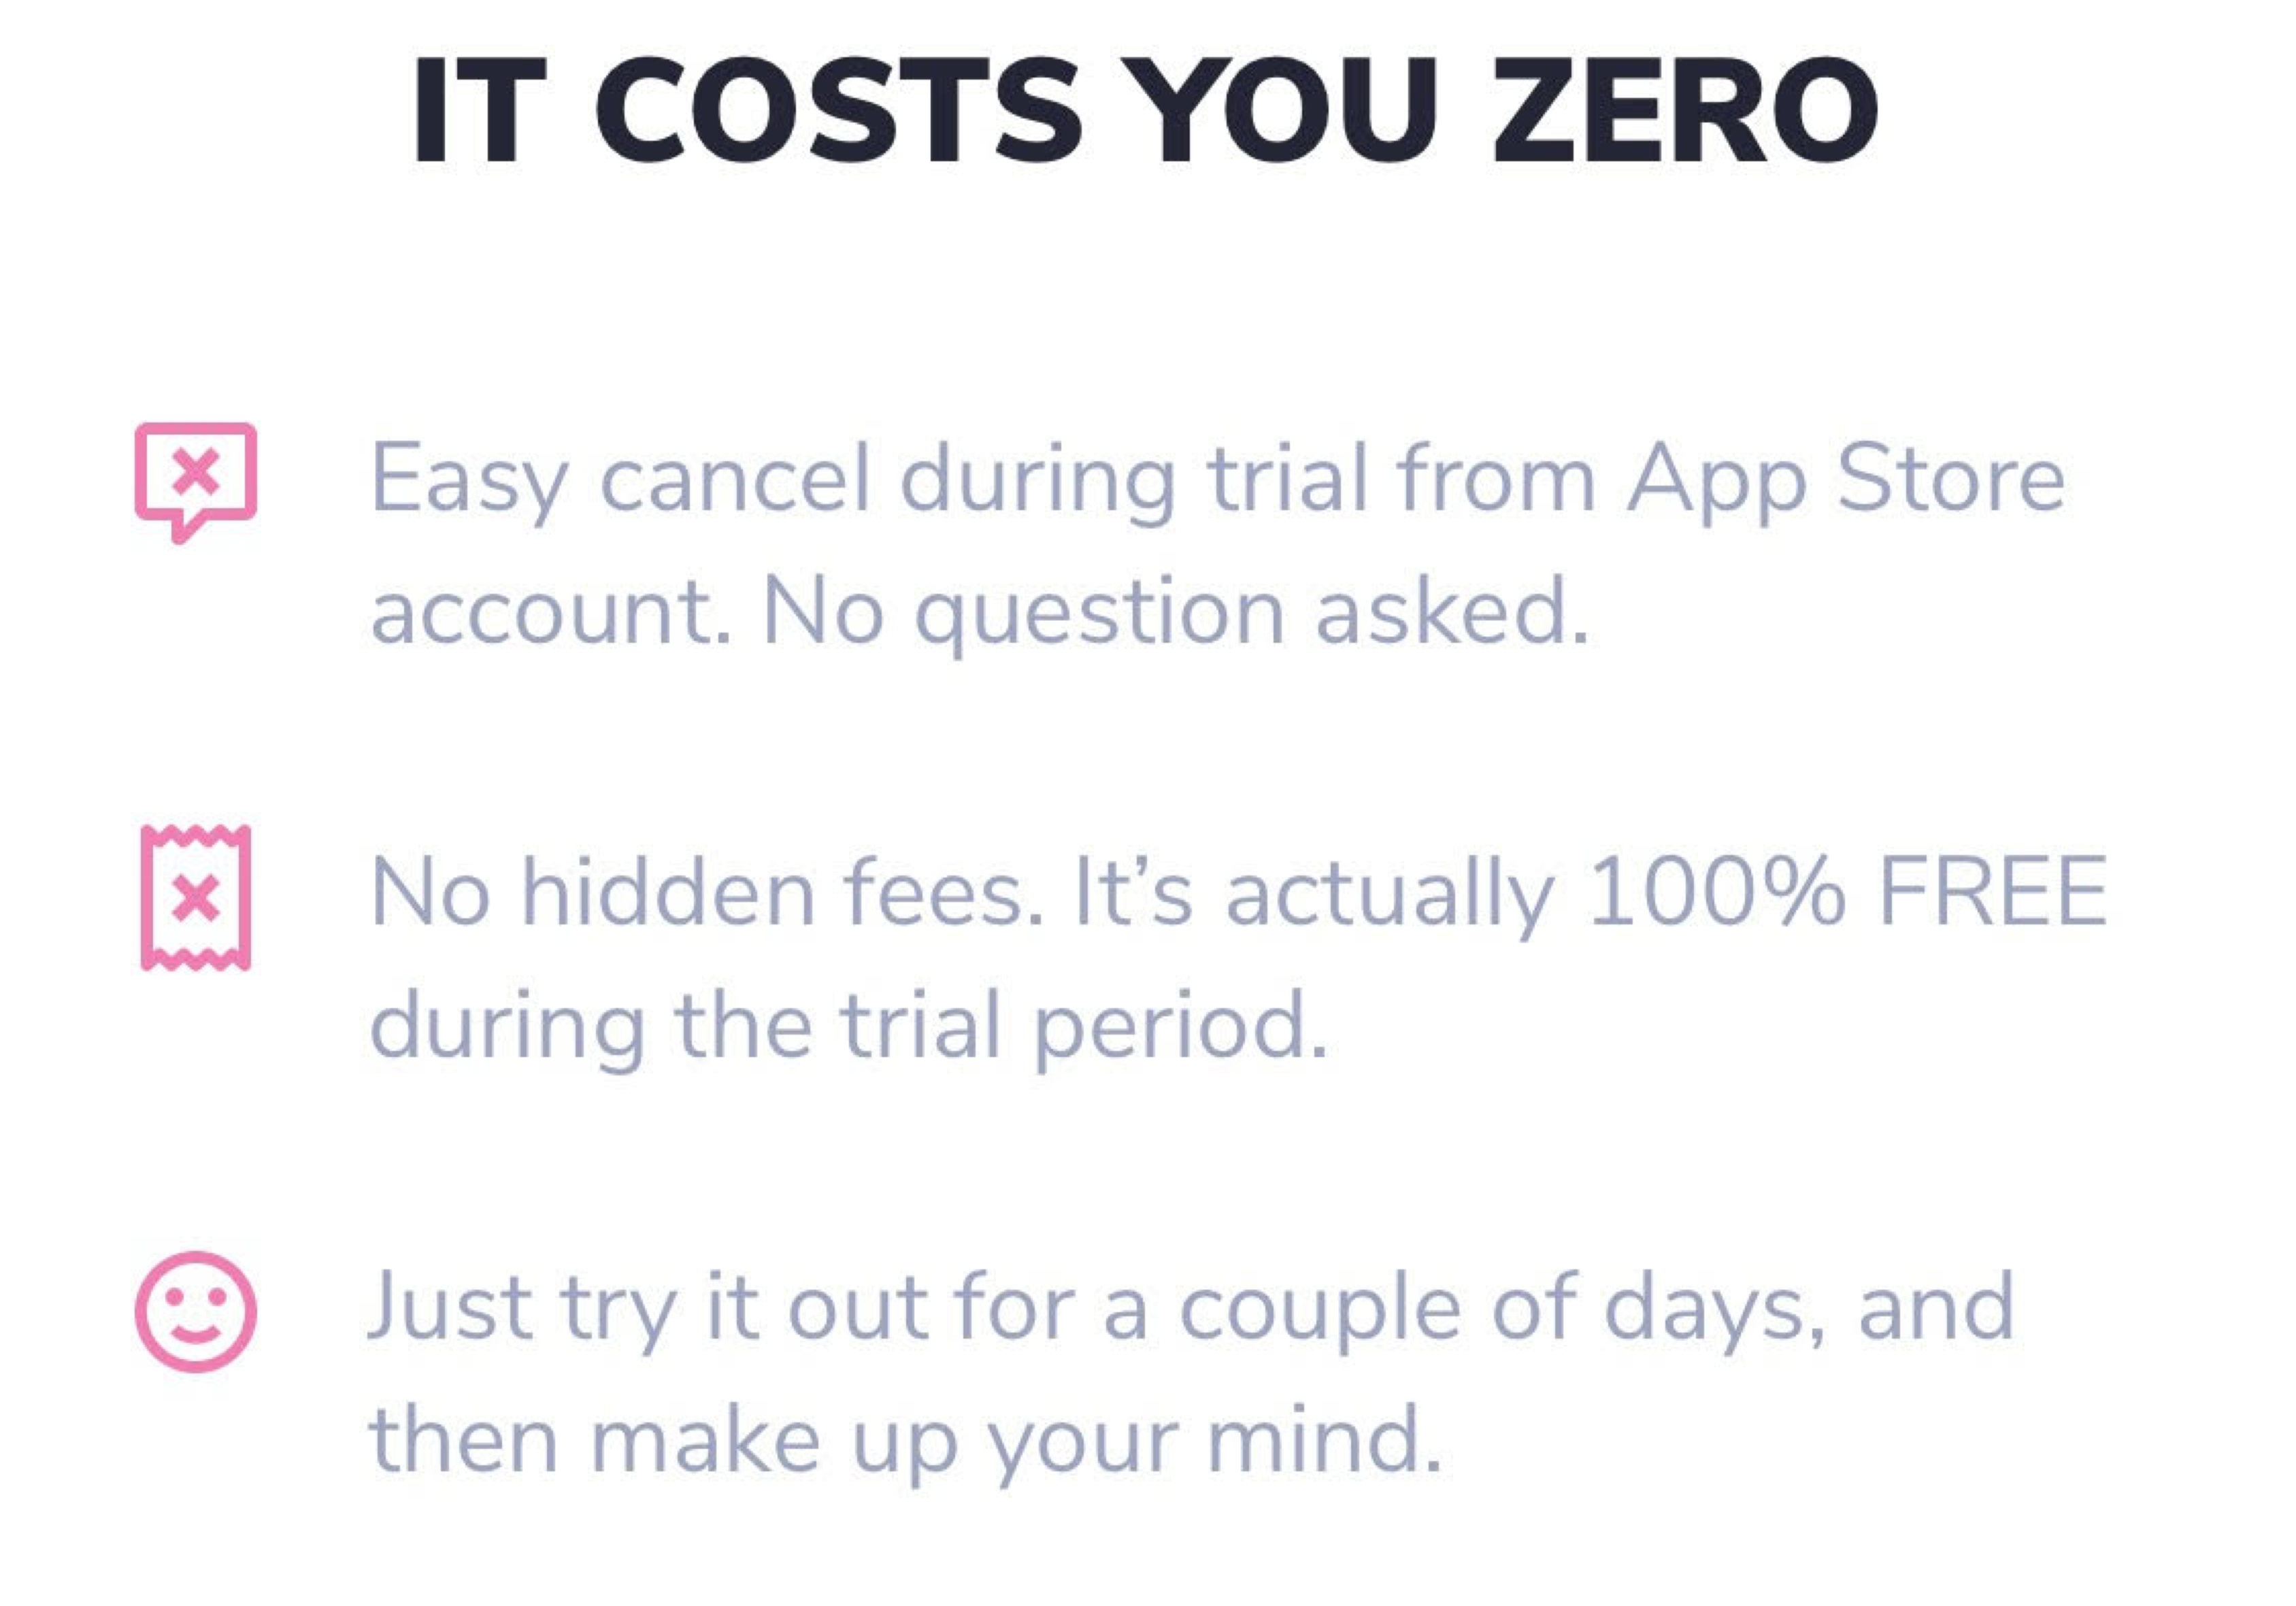 IT COSTS YOU ZERO
Easy cancel during trial from App Store
account. No question asked.
No hidden fees. It’s actually 100% FREE
during the trial period.
Just try it out for a couple of days, and
then make up your mind.